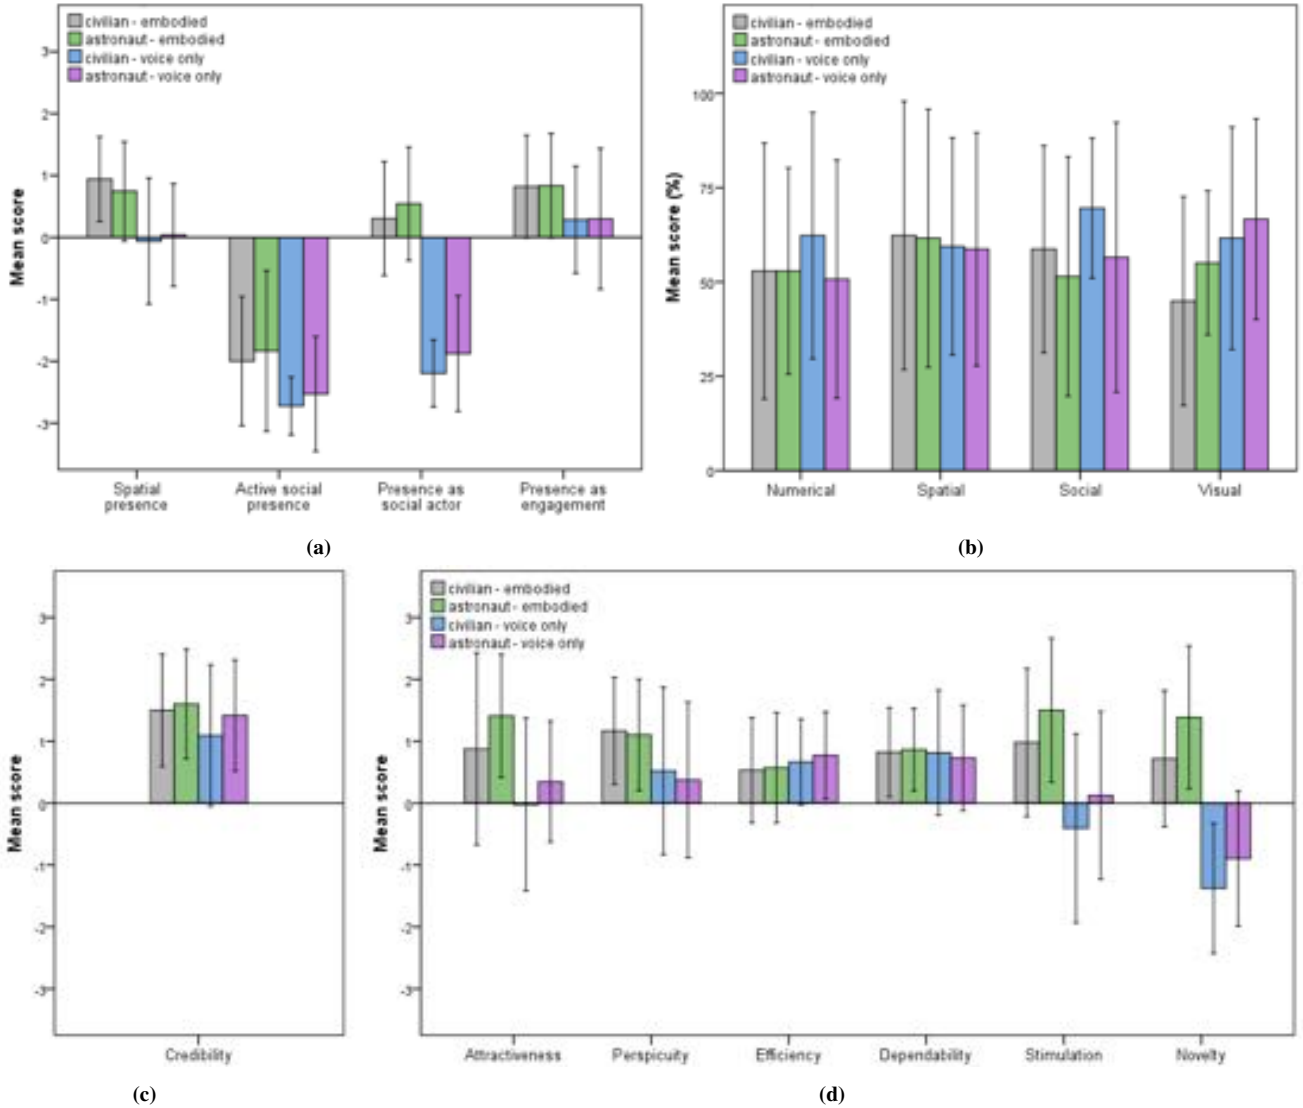 civilian - embodied
astronaut - embodied
civilian - voice only
astronaut - voice only
3
2
1
0
-1
-2
-3
Mean score
Spatial presence
Active social presence
Presence as social actor
Presence as engagement
(a)
civilian - embodied
astronaut - embodied
civilian - voice only
astronaut - voice only
100
75
50
25
0
Mean score (%)
Numerical
Spatial
Social
Visual
(b)
3
2
1
0
-1
-2
-3
Mean score
Credibility
(c)
civilian - embodied
astronaut - embodied
civilian - voice only
astronaut - voice only
3
2
1
0
-1
-2
-3
Mean score
Attractiveness
Perspicuity
Efficiency
Dependability
Stimulation
Novelty
(d)